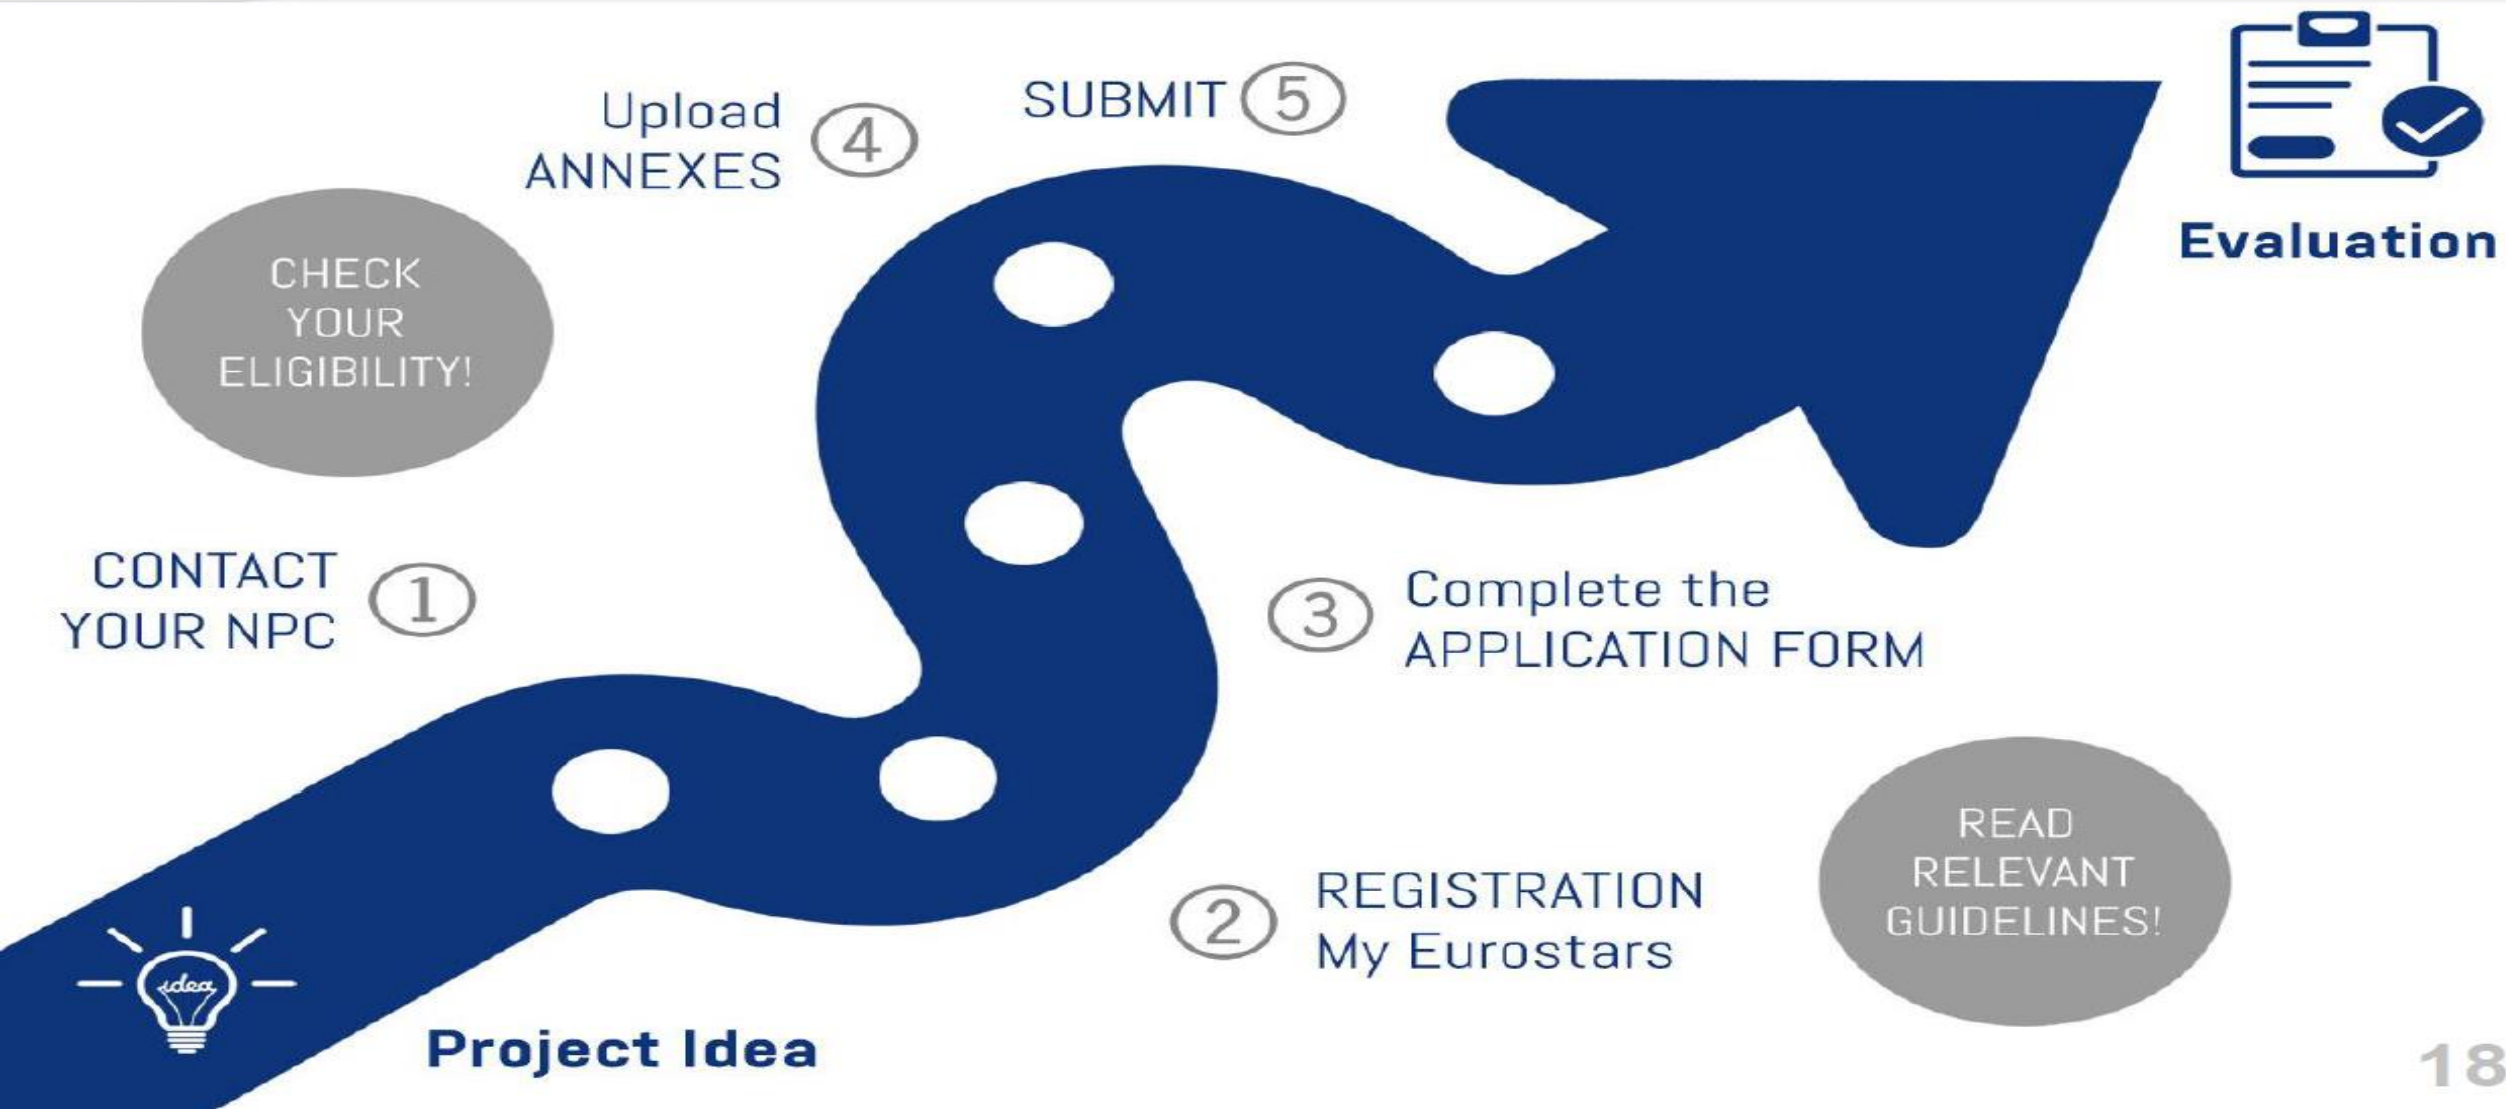 Upload
ANNEXES
4
SUBMIT
5
Evaluation
CHECK
YOUR
ELIGIBILITY!
CONTACT
YOUR NPC
1
3
Complete the
APPLICATION FORM
2
REGISTRATION
My Eurostars
READ
RELEVANT
GUIDELINES!
idea
Project Idea
18